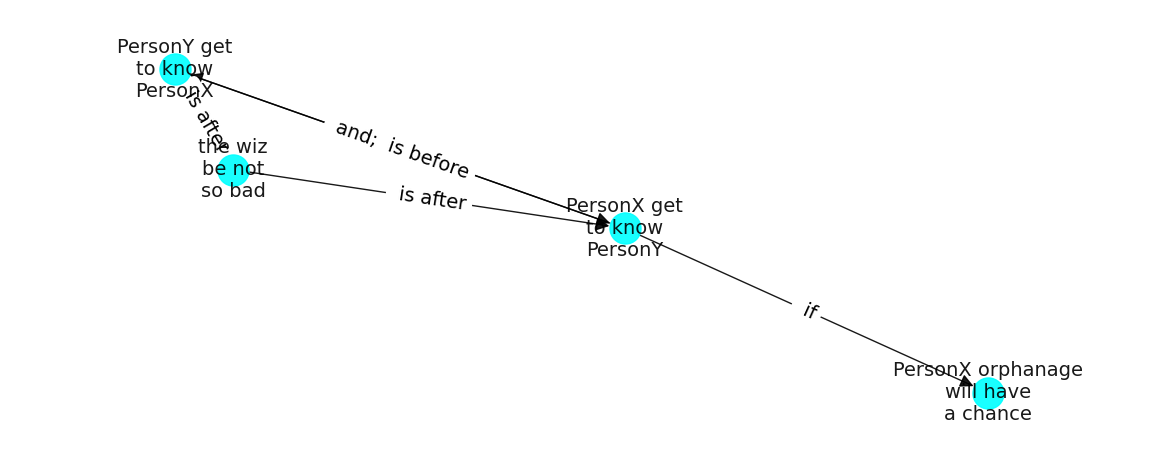 PersonY get
to know
PersonX
is after
the wiz
be not
so bad
and;  is before
is after
PersonX get
to know
PersonY
if
PersonX orphanage
will have
a chance